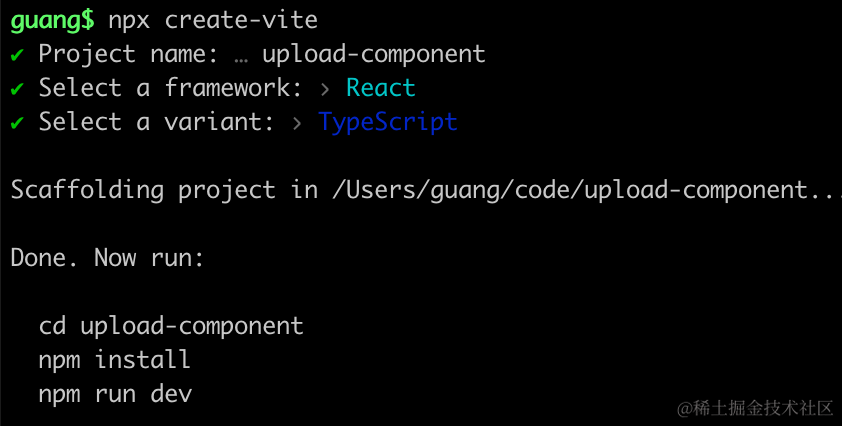 guang$ npx create-vite
✔ Project name: … upload-component
✔ Select a framework: › React
✔ Select a variant: › TypeScript
Scaffolding project in /Users/guang/code/upload-component...
Done. Now run:
cd upload-component
npm install
npm run dev
@稀土掘金技术社区